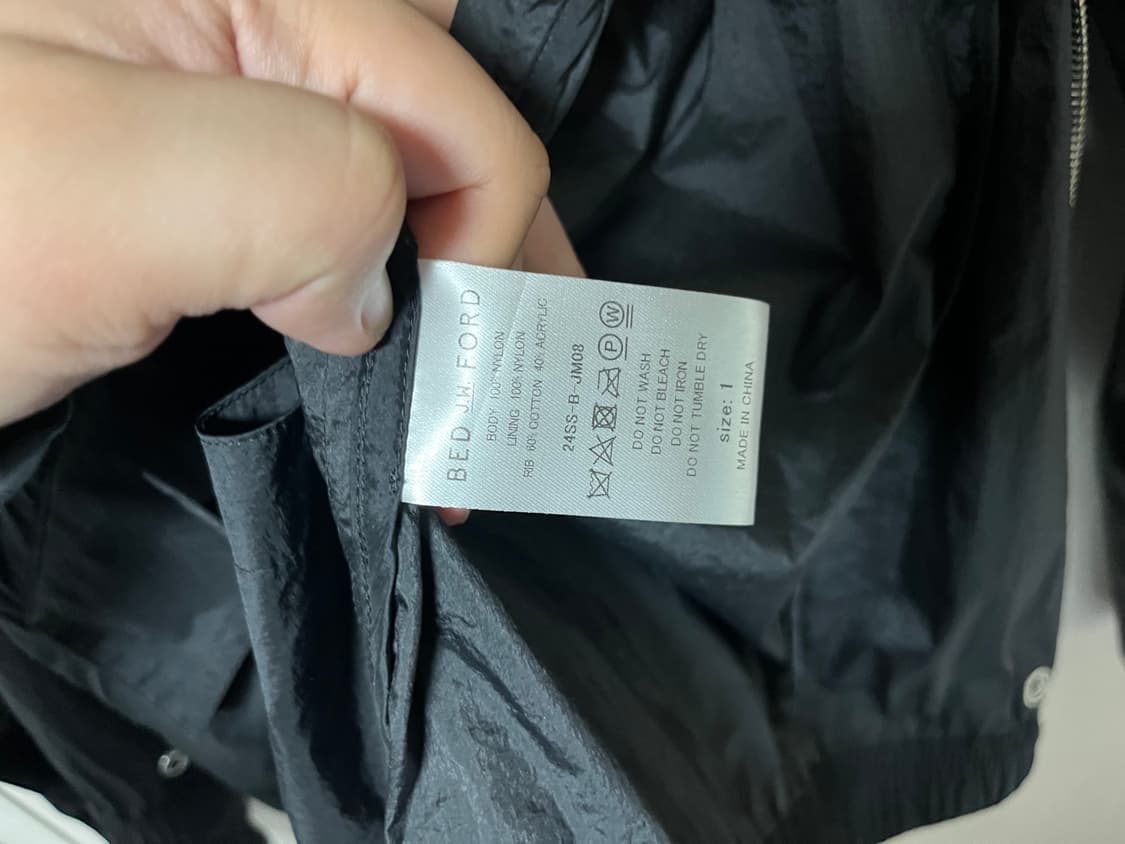 BED J.W. FORD
BODY 100% NYLON
LINING 100% NYLON
RIB 60% COTTON 40% ACRYLIC
24SS-B-JM08
P W
DO NOT WASH
DO NOT BLEACH
DO NOT IRON
DO NOT TUMBLE DRY
size: 1
MADE IN CHINA